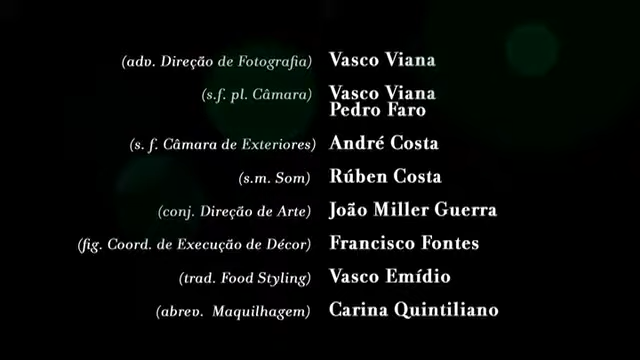 (adv. Direção de Fotografia) Vasco Viana
(s.f. pl. Câmara) Vasco Viana
Pedro Faro
(s. f. Câmara de Exteriores) André Costa
(s.m. Som) Rúben Costa
(conj. Direção de Arte) João Miller Guerra
(fig. Coord. de Execução de Décor) Francisco Fontes
(trad. Food Styling) Vasco Emídio
(abrev. Maquilhagem) Carina Quintiliano